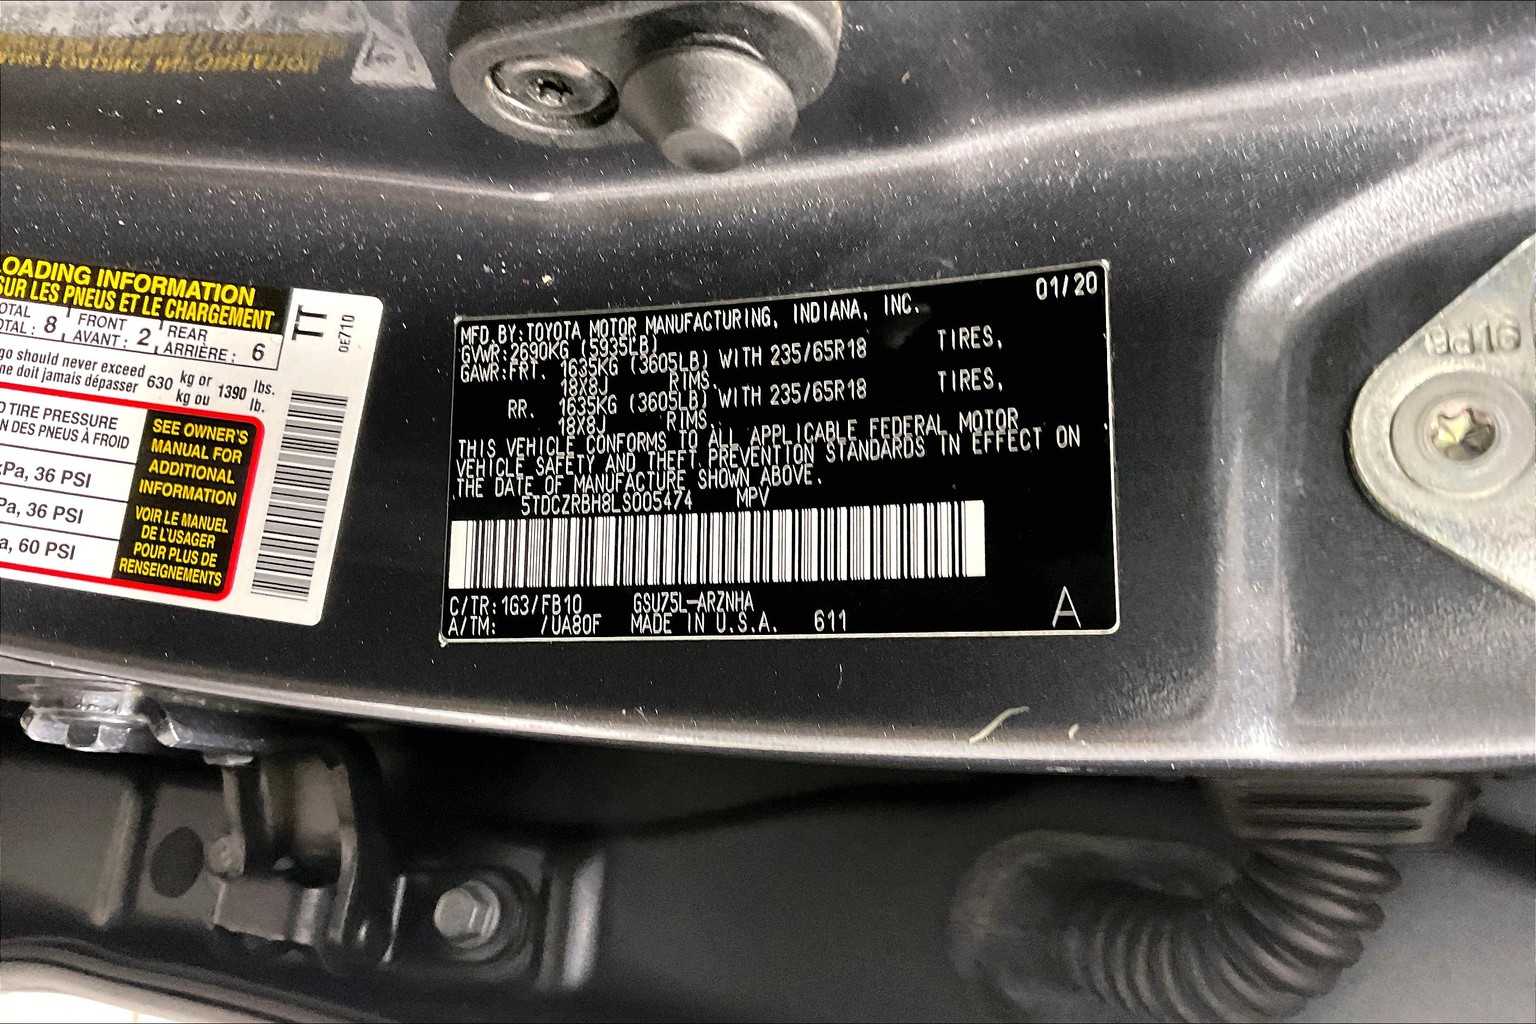 LOADING INFORMATION
SUR LES PNEUS ET LE CHARGEMENT
TOTAL
TOTAL : 8
FRONT
AVANT : 2
REAR
ARRIÈRE : 6
go should never exceed
ne doit jamais dépasser
630 kg or
kg ou
1390 lbs.
lb.
TIRE PRESSURE
DES PNEUS À FROID
kPa, 36 PSI
Pa, 36 PSI
a, 60 PSI
SEE OWNER'S
MANUAL FOR
ADDITIONAL
INFORMATION
VOIR LE MANUEL
DE L'USAGER
POUR PLUS DE
RENSEIGNEMENTS
TT
0E710
01/20
MFD.BY:TOYOTA MOTOR MANUFACTURING, INDIANA, INC.
GVWR:2690KG (5935LB)
GAWR:FRT. 1635KG (3605LB) WITH 235/65R18 TIRES,
18X8J RIMS.
RR. 1635KG (3605LB) WITH 235/65R18 TIRES,
18X8J RIMS.
THIS VEHICLE CONFORMS TO ALL APPLICABLE FEDERAL MOTOR
VEHICLE SAFETY AND THEFT PREVENTION STANDARDS IN EFFECT ON
THE DATE OF MANUFACTURE SHOWN ABOVE.
5TDCZRBH8LS005474 MPV
C/TR:1G3/FB10 GSU75L-ARZNHA
A/TM: /UA80F MADE IN U.S.A. 611
A